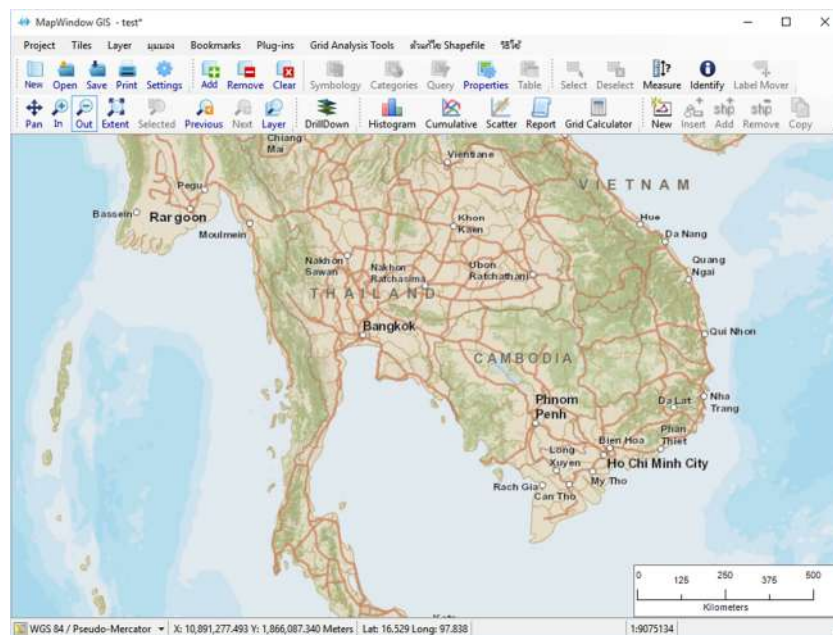 MapWindow GIS - test*
Project Tiles Layer มุมมอง Bookmarks Plug-ins Grid Analysis Tools ตัวแก้ไข Shapefile วิธีใช้
New Open Save Print Settings Add Remove Clear Symbology Categories Query Properties Table Select Deselect Measure Identify Label Mover
Pan In Out Extent Selected Previous Next Layer DrillDown Histogram Cumulative Scatter Report Grid Calculator New Insert Add Remove Copy
shp shp
Chiang
Mai
Vientiane
VIETNAM
Pegu
Bassein
Rargoon
Moulmein
Khon
Kaen
Hue
Da Nang
Nakhon
Sawan
Nakhon
Ratchasima
Ubon
Ratchathani
Quang
Ngai
THAILAND
Bangkok
Qui Nhon
CAMBODIA
Phnom
Penh
Da Lat
Nha
Trang
Phan
Thiet
Bien Hoa
Long
Xuyen
Ho Chi Minh City
Rach Gia
My Tho
Can Tho
0 125 250 375 500
Kilometers
WGS 84 / Pseudo-Mercator X: 10,891,277.493 Y: 1,866,087.340 Meters Lat: 16.529 Long: 97.838 1:9075134